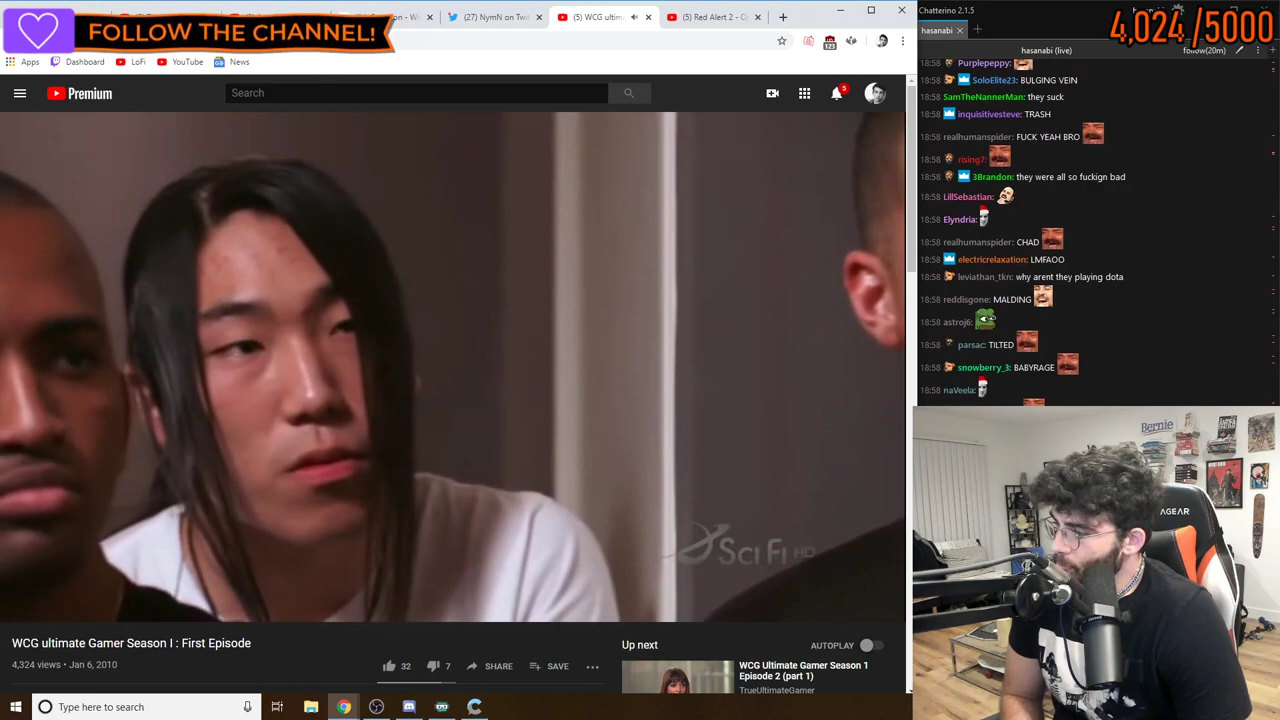 FOLLOW THE CHANNEL!
(27) NymN on Twit
(5) WCG ultim
(5) Red Alert 2 - O
123
Apps
Dashboard
LoFi
YouTube
News
Premium
Search
5
SciFi HD
WCG ultimate Gamer Season I : First Episode
4,324 views • Jan 6, 2010
32
7
SHARE
SAVE
Up next
AUTOPLAY
WCG Ultimate Gamer Season 1
Episode 2 (part 1)
TrueUltimateGamer
Type here to search
Chatterino 2.1.5
4,024 /5000
hasanabi
hasanabi (live)
follow(20m)
18:58 Purplepeppy:
18:58 SoloElite23: BULGING VEIN
18:58 SamTheNannerMan: they suck
18:58 inquisitivesteve: TRASH
18:58 realhumanspider: FUCK YEAH BRO
18:58 rising7:
18:58 3Brandon: they were all so fuckign bad
18:58 LillSebastian:
18:58 Elyndria:
18:58 realhumanspider: CHAD
18:58 electricrelaxation: LMFAOO
18:58 leviathan_tkn: why arent they playing dota
18:58 reddisgone: MALDING
18:58 astroj6:
18:58 parsac: TILTED
18:58 snowberry_3: BABYRAGE
18:58 naVeela:
Bernie
AGEAR